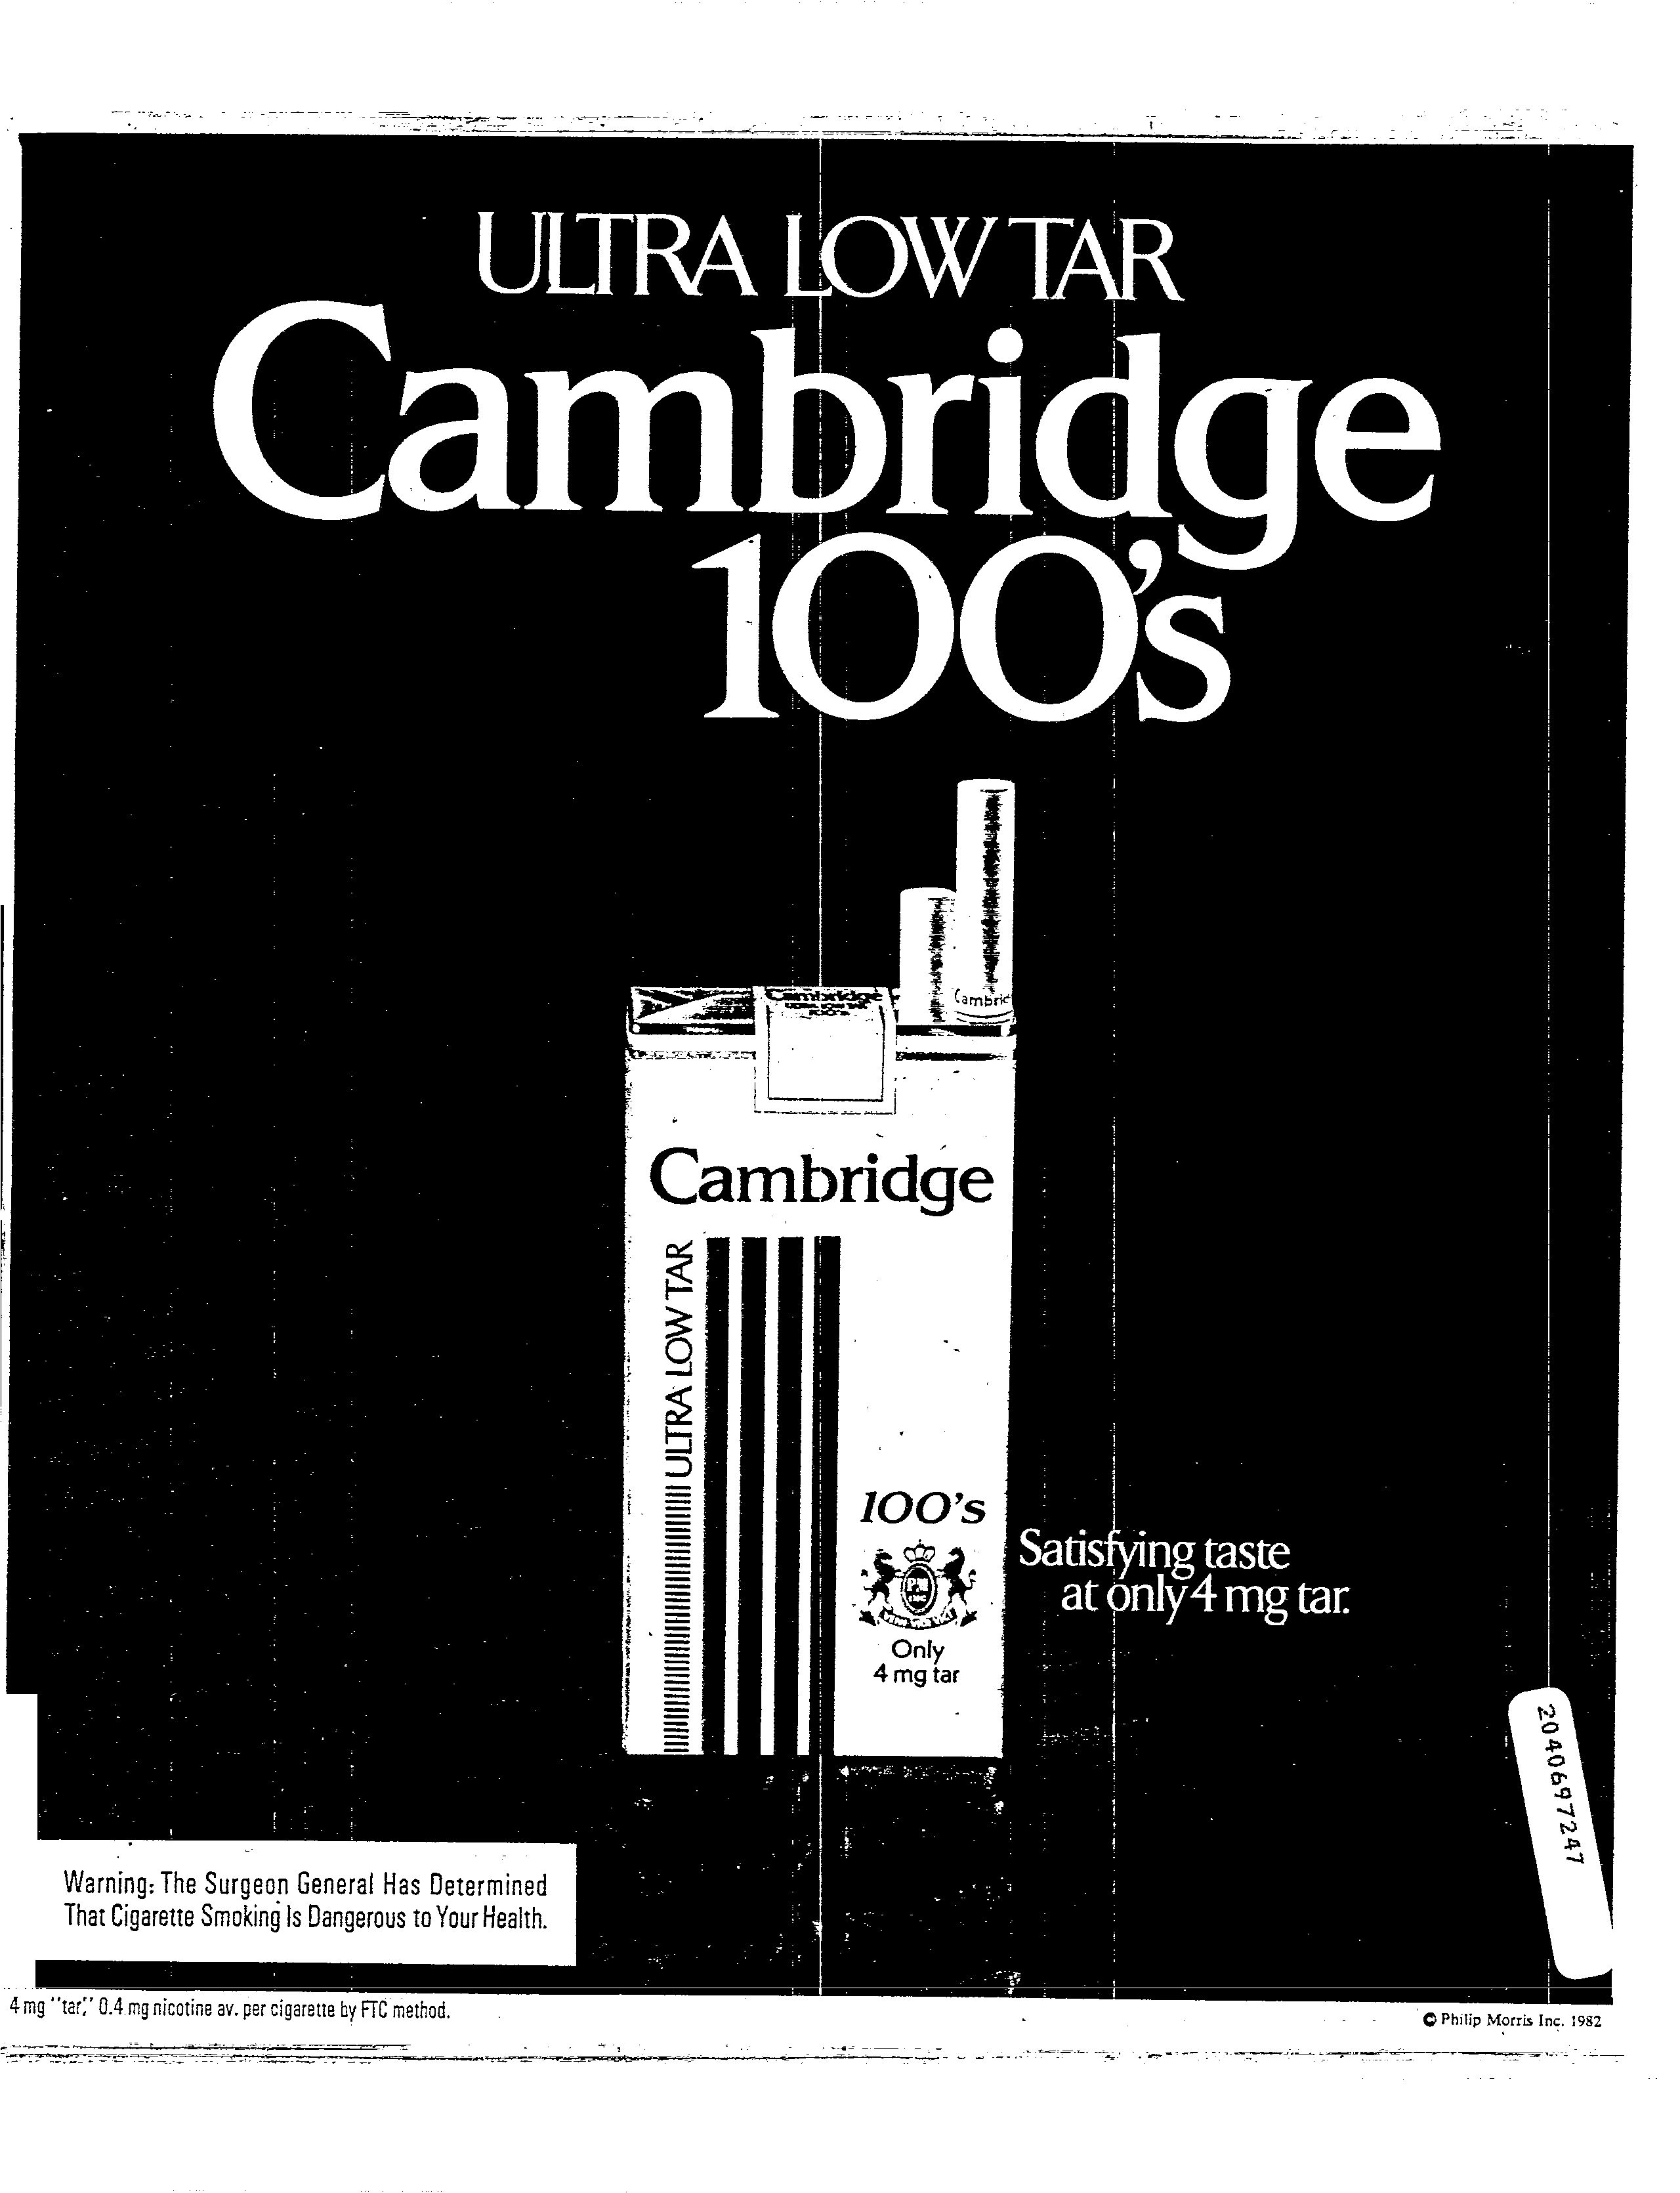 ULTRA LOW TAR
Cambridge
100's
Cambridge
ULTRA LOW TAR
100's
Cambrid
Cambridge
ULTRA LOW TAR
100's
Only
4 mg tar
Satisfying taste
at only 4 mg tar.
2040697247
Warning: The Surgeon General Has Determined
That Cigarette Smoking Is Dangerous to Your Health.
4 mg "tar," 0.4 mg nicotine av. per cigarette by FTC method.
© Philip Morris Inc. 1982